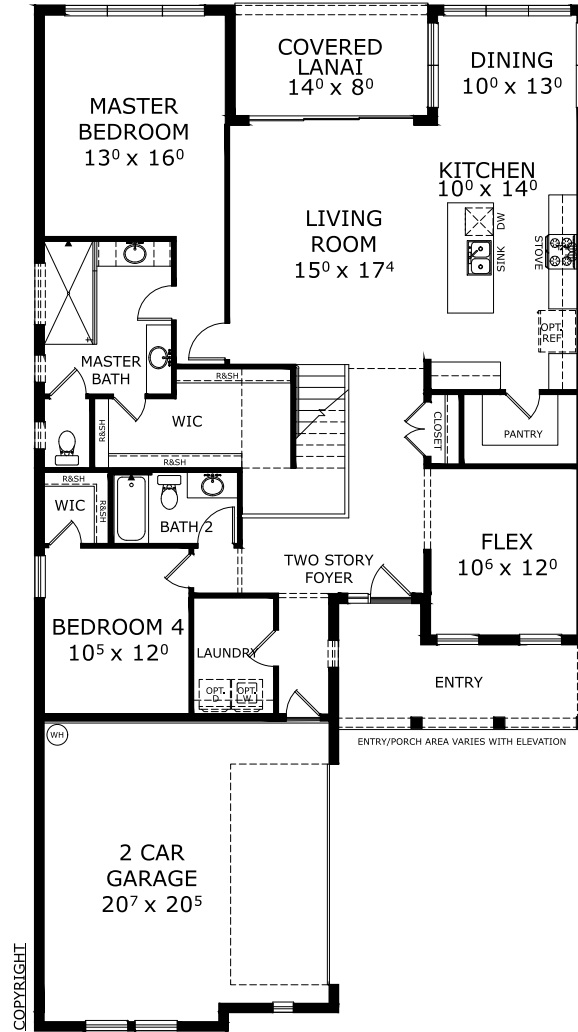 COVERED
LANAI
14⁰ x 8⁰
DINING
10⁰ x 13⁰
MASTER
BEDROOM
13⁰ x 16⁰
KITCHEN
10⁰ x 14⁰
LIVING
ROOM
15⁰ x 17⁴
DW
SINK
STOVE
OPT.
REF
MASTER
BATH
R&SH
WIC
R&SH
R&SH
CLOSET
PANTRY
R&SH
WIC
R&SH
BATH 2
TWO STORY
FOYER
FLEX
10⁶ x 12⁰
BEDROOM 4
10⁵ x 12⁰
LAUNDRY
OPT.
D
OPT.
W
ENTRY
WH
ENTRY/PORCH AREA VARIES WITH ELEVATION
2 CAR
GARAGE
20⁷ x 20⁵
COPYRIGHT